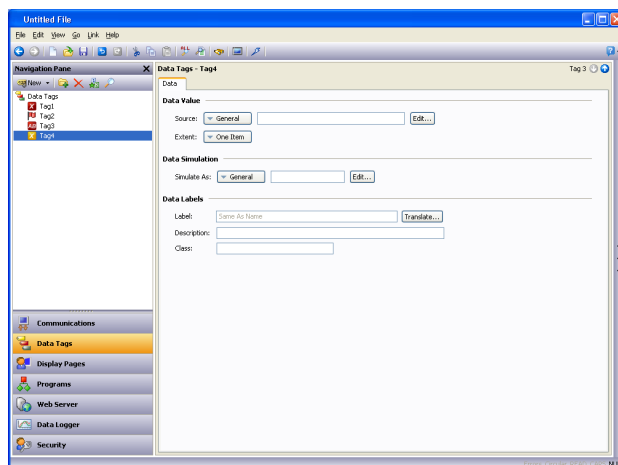 Untitled File
File Edit View Go Link Help
Navigation Pane
Data Tags - Tag4
Tag 3
New
Data
Data Tags
Tag1
Tag2
Tag3
Tag4
Data Value
Source: General Edit...
Extent: One Item
Data Simulation
Simulate As: General Edit...
Data Labels
Label: Same As Name Translate...
Description:
Class:
Communications
Data Tags
Display Pages
Programs
Web Server
Data Logger
Security